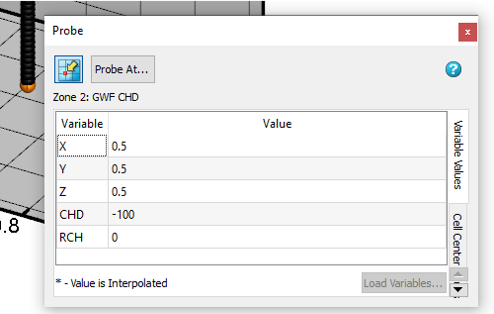 Probe
x
Probe At...
?
Zone 2: GWF CHD
Variable Value
X 0.5
Y 0.5
Z 0.5
CHD -100
RCH 0
Variable Values
Cell Center
* - Value is Interpolated
Load Variables...
0.8